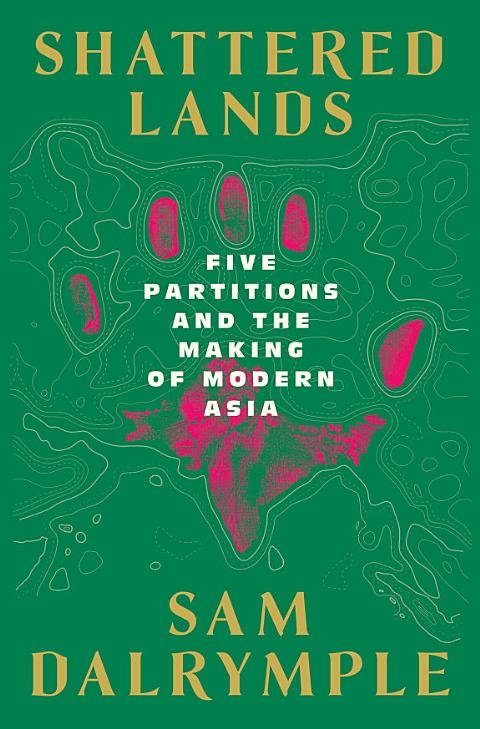 SHATTERED
LANDS
FIVE
PARTITIONS
AND THE
MAKING
OF MODERN
ASIA
SAM
DALRYMPLE